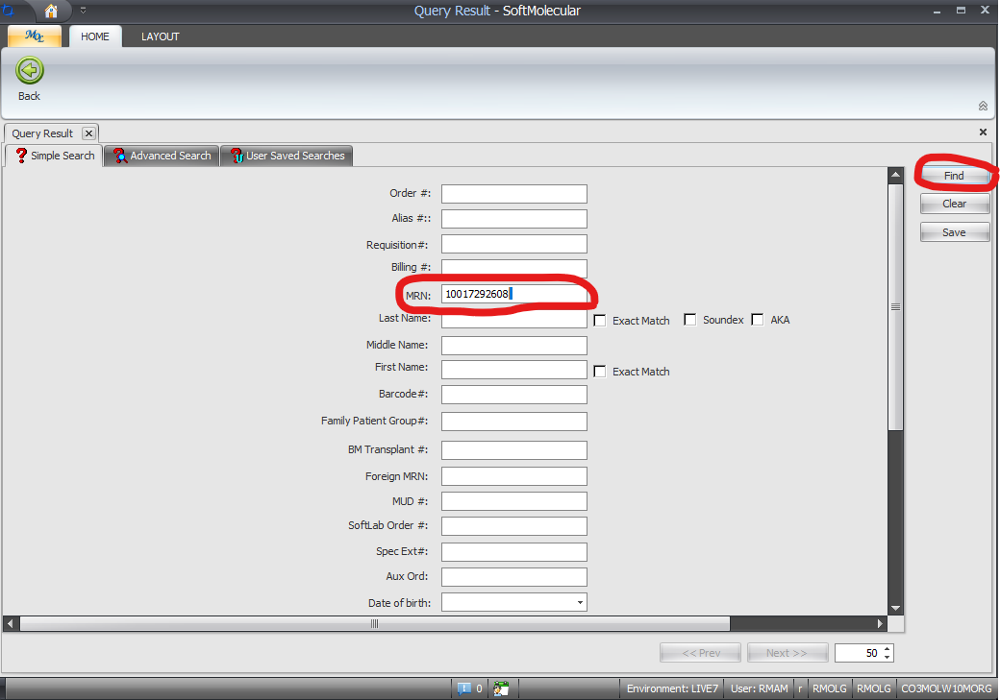 Query Result - SoftMolecular
MOL HOME LAYOUT
Back
Query Result
Simple Search Advanced Search User Saved Searches
Order #:
Find
Alias #::
Clear
Requisition#:
Save
Billing #:
MRN: 10017292608
Last Name: Exact Match Soundex AKA
Middle Name:
First Name: Exact Match
Barcode#:
Family Patient Group#:
BM Transplant #:
Foreign MRN:
MUD #:
SoftLab Order #:
Spec Ext#:
Aux Ord:
Date of birth:
<< Prev Next >> 50
0 Environment: LIVE7 User: RMAM r RMOLG RMOLG CO3MOLW10MORG